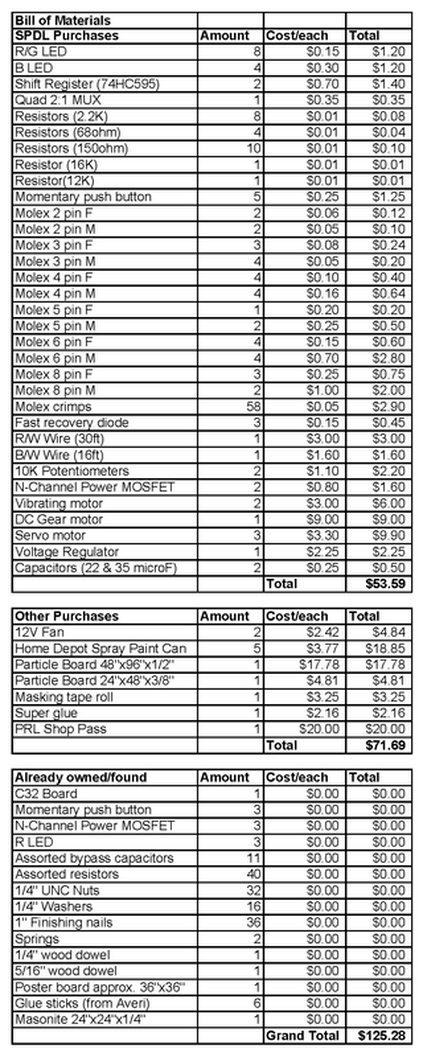 Bill of Materials
SPDL Purchases Amount Cost/each Total
R/G LED 8 $0.15 $1.20
B LED 4 $0.30 $1.20
Shift Register (74HC595) 2 $0.70 $1.40
Quad 2:1 MUX 1 $0.35 $0.35
Resistors (2.2K) 8 $0.01 $0.08
Resistors (68ohm) 4 $0.01 $0.04
Resistors (150ohm) 10 $0.01 $0.10
Resistor (16K) 1 $0.01 $0.01
Resistor(12K) 1 $0.01 $0.01
Momentary push button 5 $0.25 $1.25
Molex 2 pin F 2 $0.06 $0.12
Molex 2 pin M 2 $0.05 $0.10
Molex 3 pin F 3 $0.08 $0.24
Molex 3 pin M 4 $0.05 $0.20
Molex 4 pin F 4 $0.10 $0.40
Molex 4 pin M 4 $0.16 $0.64
Molex 5 pin F 1 $0.20 $0.20
Molex 5 pin M 2 $0.25 $0.50
Molex 6 pin F 4 $0.15 $0.60
Molex 6 pin M 4 $0.70 $2.80
Molex 8 pin F 3 $0.25 $0.75
Molex 8 pin M 2 $1.00 $2.00
Molex crimps 58 $0.05 $2.90
Fast recovery diode 3 $0.15 $0.45
R/W Wire (30ft) 1 $3.00 $3.00
B/W Wire (16ft) 1 $1.60 $1.60
10K Potentiometers 2 $1.10 $2.20
N-Channel Power MOSFET 2 $0.80 $1.60
Vibrating motor 2 $3.00 $6.00
DC Gear motor 1 $9.00 $9.00
Servo motor 3 $3.30 $9.90
Voltage Regulator 1 $2.25 $2.25
Capacitors (22 & 35 microF) 2 $0.25 $0.50
Total $53.59
Other Purchases Amount Cost/each Total
12V Fan 2 $2.42 $4.84
Home Depot Spray Paint Can 5 $3.77 $18.85
Particle Board 48"x96"x1/2" 1 $17.78 $17.78
Particle Board 24"x48"x3/8" 1 $4.81 $4.81
Masking tape roll 1 $3.25 $3.25
Super glue 1 $2.16 $2.16
PRL Shop Pass 1 $20.00 $20.00
Total $71.69
Already owned/found Amount Cost/each Total
C32 Board 1 $0.00 $0.00
Momentary push button 3 $0.00 $0.00
N-Channel Power MOSFET 3 $0.00 $0.00
R LED 3 $0.00 $0.00
Assorted bypass capacitors 11 $0.00 $0.00
Assorted resistors 40 $0.00 $0.00
1/4" UNC Nuts 32 $0.00 $0.00
1/4" Washers 16 $0.00 $0.00
1" Finishing nails 36 $0.00 $0.00
Springs 2 $0.00 $0.00
1/4" wood dowel 1 $0.00 $0.00
5/16" wood dowel 1 $0.00 $0.00
Poster board approx. 36"x36" 1 $0.00 $0.00
Glue sticks (from Averi) 6 $0.00 $0.00
Masonite 24"x24"x1/4" 1 $0.00 $0.00
Grand Total $125.28